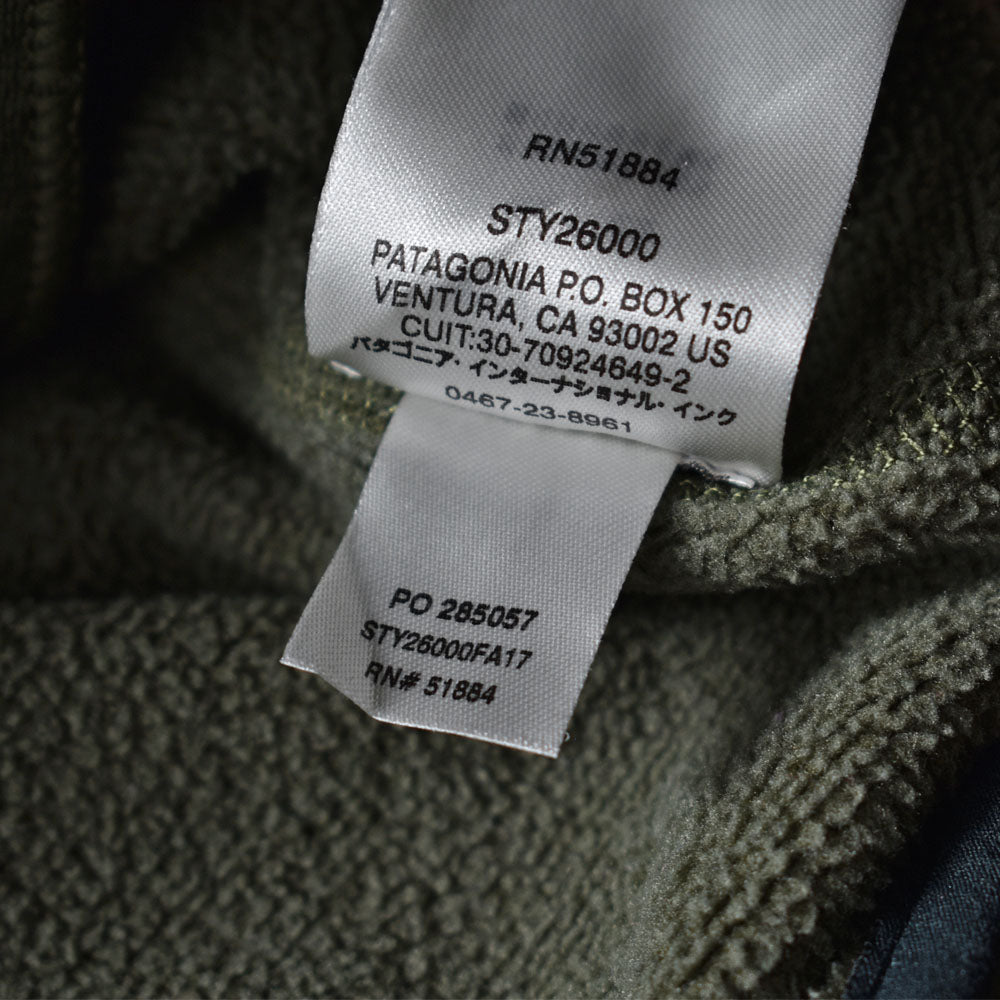 RN51884
STY26000
PATAGONIA P.O. BOX 150
VENTURA, CA 93002 US
CUIT:30-70924649-2
パタゴニア・インターナショナル・インク
0467-23-8961
PO 285057
STY26000FA17
RN# 51884